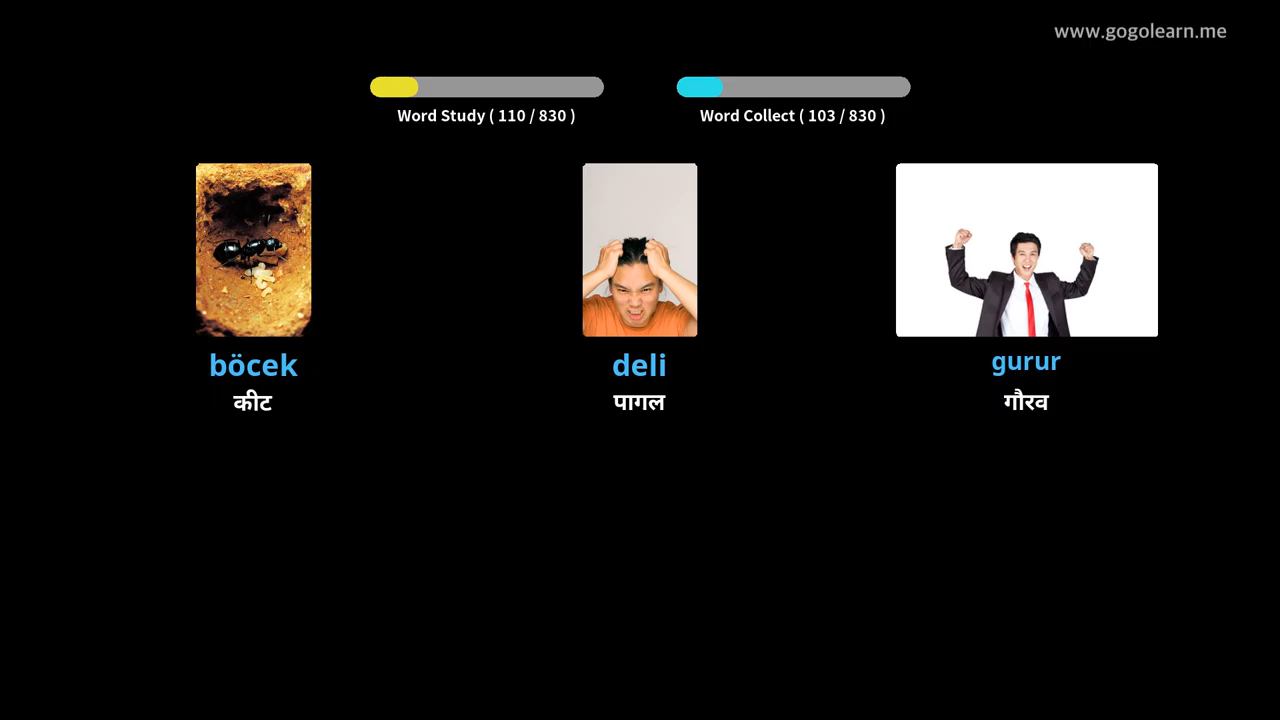 www.gogolearn.me
Word Study ( 110 / 830 )
Word Collect ( 103 / 830 )
böcek
deli
gurur
कीट
पागल
गौरव